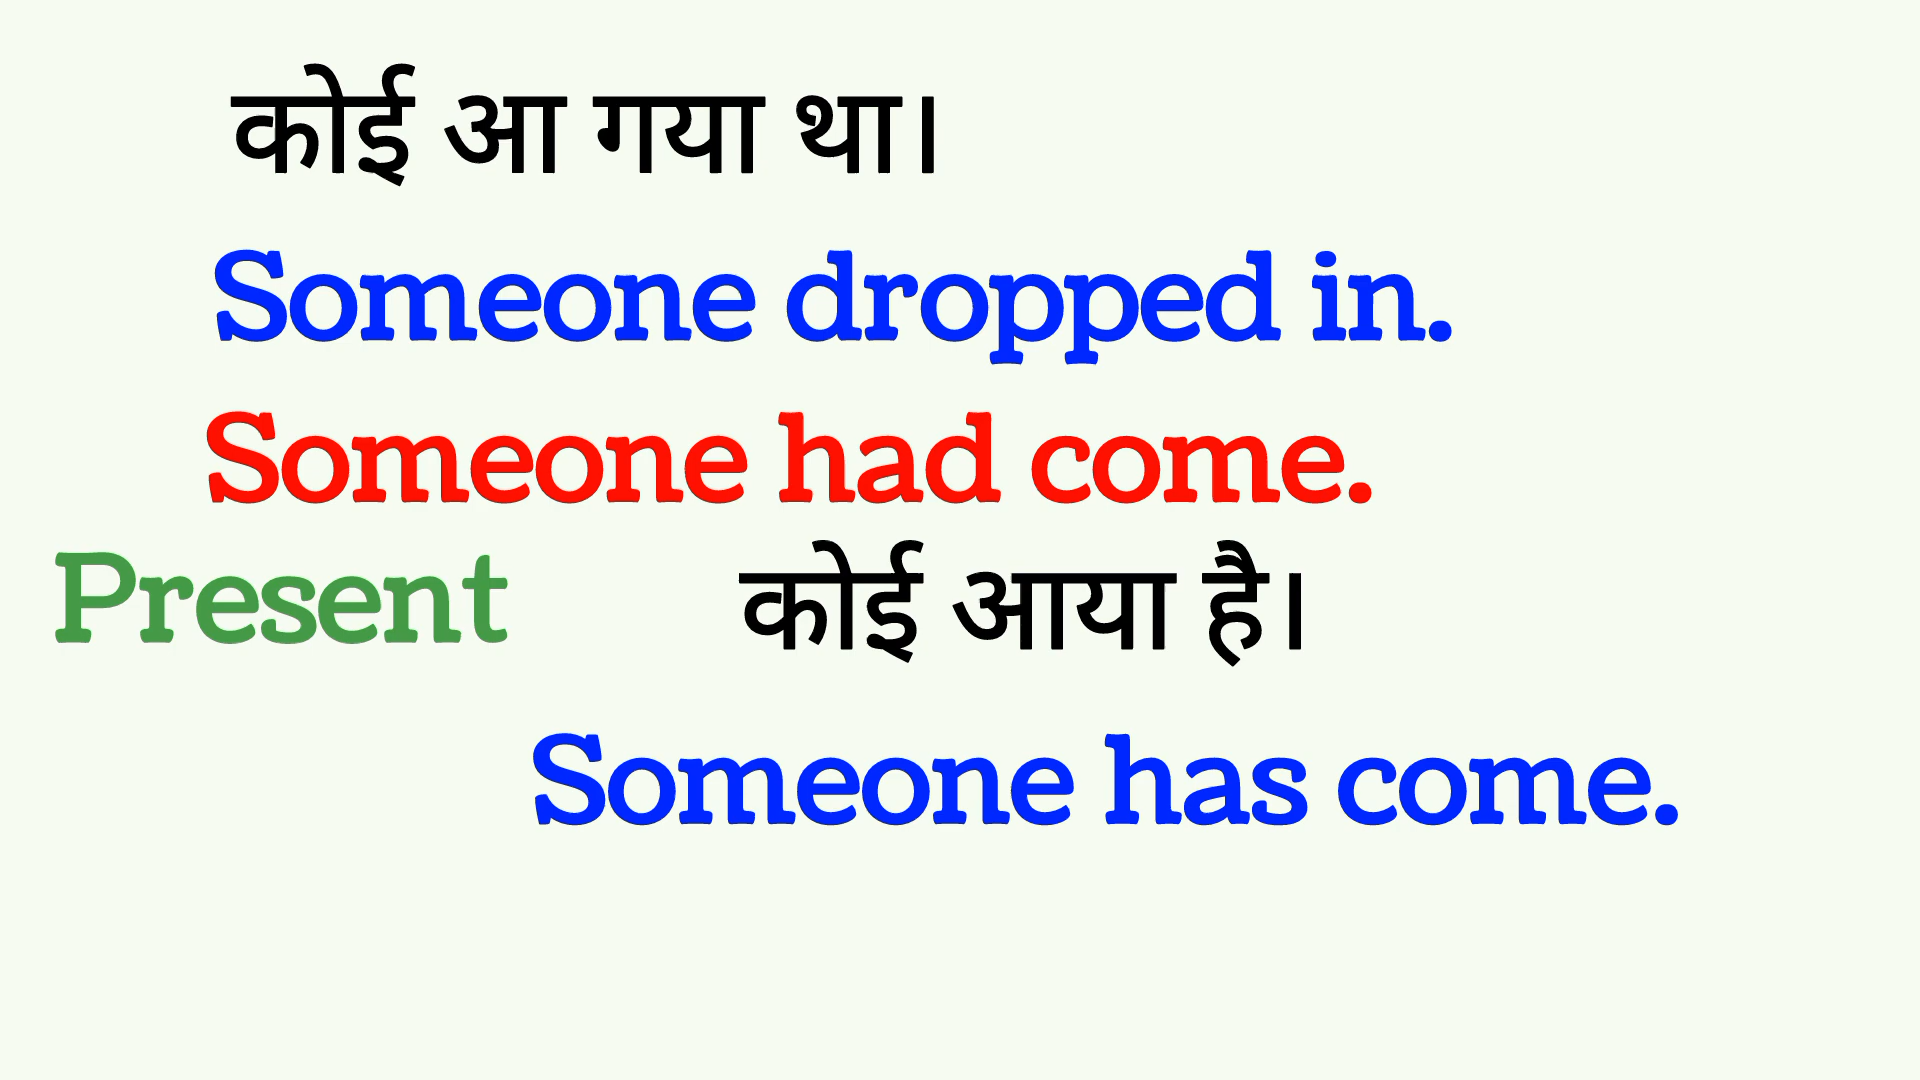 कोई आ गया था।
Someone dropped in.
Someone had come.
Present कोई आया है।
Someone has come.